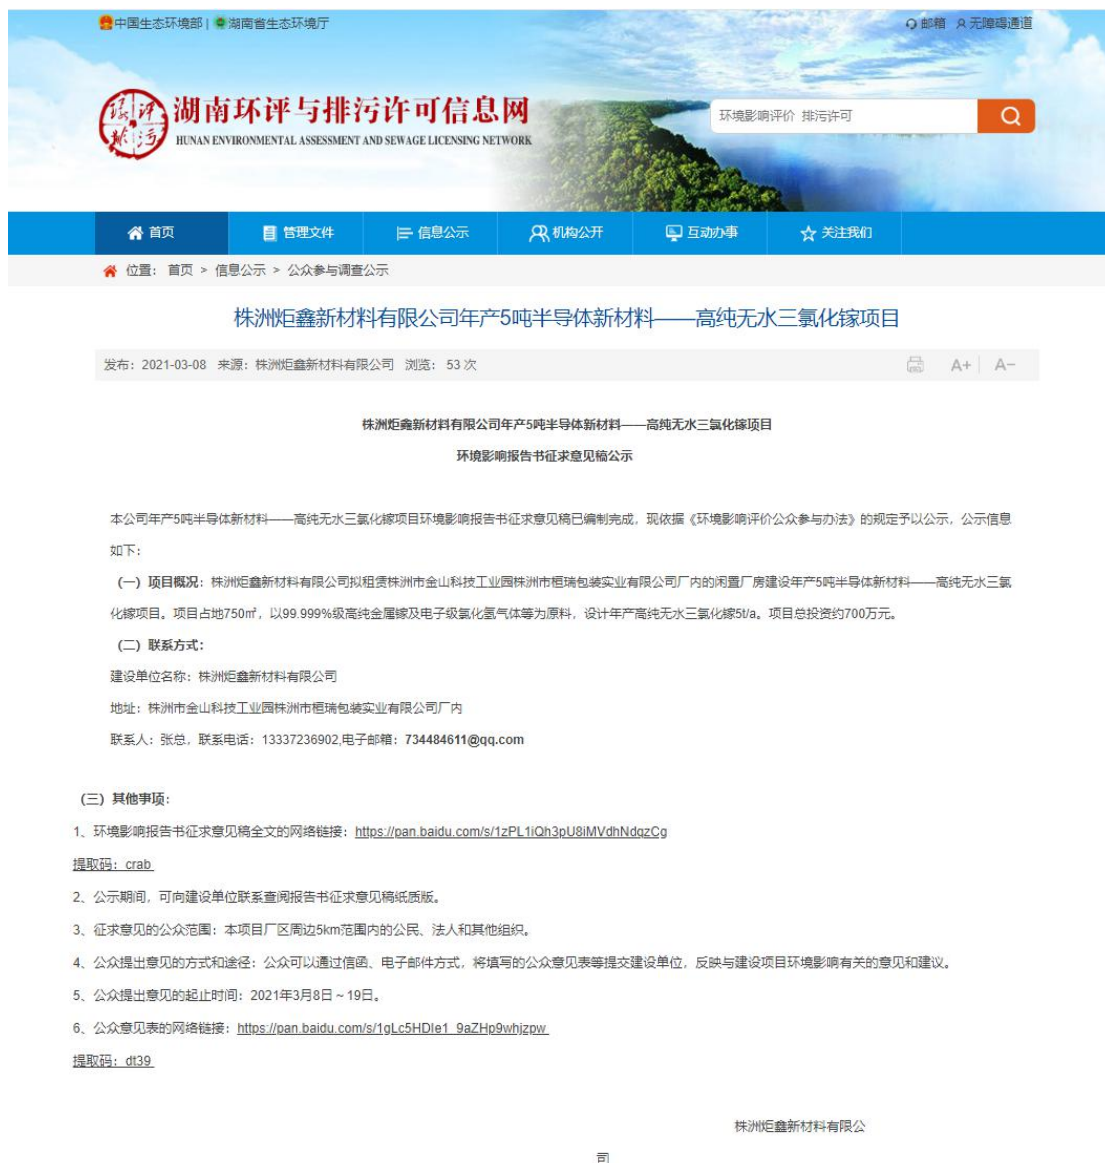 中国生态环境部 | 湖南省生态环境厅 邮箱 无障碍通道
湖南环评与排污许可信息网
HUNAN ENVIRONMENTAL ASSESSMENT AND SEWAGE LICENSING NETWORK
环境影响评价 排污许可
首页 管理文件 信息公示 机构公开 互动办事 关注我们
位置： 首页 > 信息公示 > 公众参与调查公示
株洲炬鑫新材料有限公司年产5吨半导体新材料——高纯无水三氯化镓项目
发布：2021-03-08 来源：株洲炬鑫新材料有限公司 浏览： 53 次 A+ A-
株洲炬鑫新材料有限公司年产5吨半导体新材料——高纯无水三氯化镓项目
环境影响报告书征求意见稿公示
本公司年产5吨半导体新材料——高纯无水三氯化镓项目环境影响报告书征求意见稿已编制完成，现依据《环境影响评价公众参与办法》的规定予以公示，公示信息
如下：
（一）项目概况：株洲炬鑫新材料有限公司拟租赁株洲市金山科技工业园株洲市桓瑞包装实业有限公司厂内的闲置厂房建设年产5吨半导体新材料——高纯无水三氯
化镓项目。项目占地750㎡，以99.999%级高纯金属镓及电子级氯化氢气体等为原料，设计年产高纯无水三氯化镓5t/a。项目总投资约700万元。
（二）联系方式：
建设单位名称：株洲炬鑫新材料有限公司
地址：株洲市金山科技工业园株洲市桓瑞包装实业有限公司厂内
联系人：张总，联系电话：13337236902,电子邮箱：734484611@qq.com
（三）其他事项：
1、环境影响报告书征求意见稿全文的网络链接：https://pan.baidu.com/s/1zPL1iQh3pU8iMVdhNdqzCg
提取码：crab
2、公示期间，可向建设单位联系查阅报告书征求意见稿纸质版。
3、征求意见的公众范围：本项目厂区周边5km范围内的公民、法人和其他组织。
4、公众提出意见的方式和途径：公众可以通过信函、电子邮件方式，将填写的公众意见表等提交建设单位，反映与建设项目环境影响有关的意见和建议。
5、公众提出意见的起止时间：2021年3月8日～19日。
6、公众意见表的网络链接：https://pan.baidu.com/s/1gLc5HDIe1_9aZHp9whjzpw
提取码：dt39
株洲炬鑫新材料有限公
司